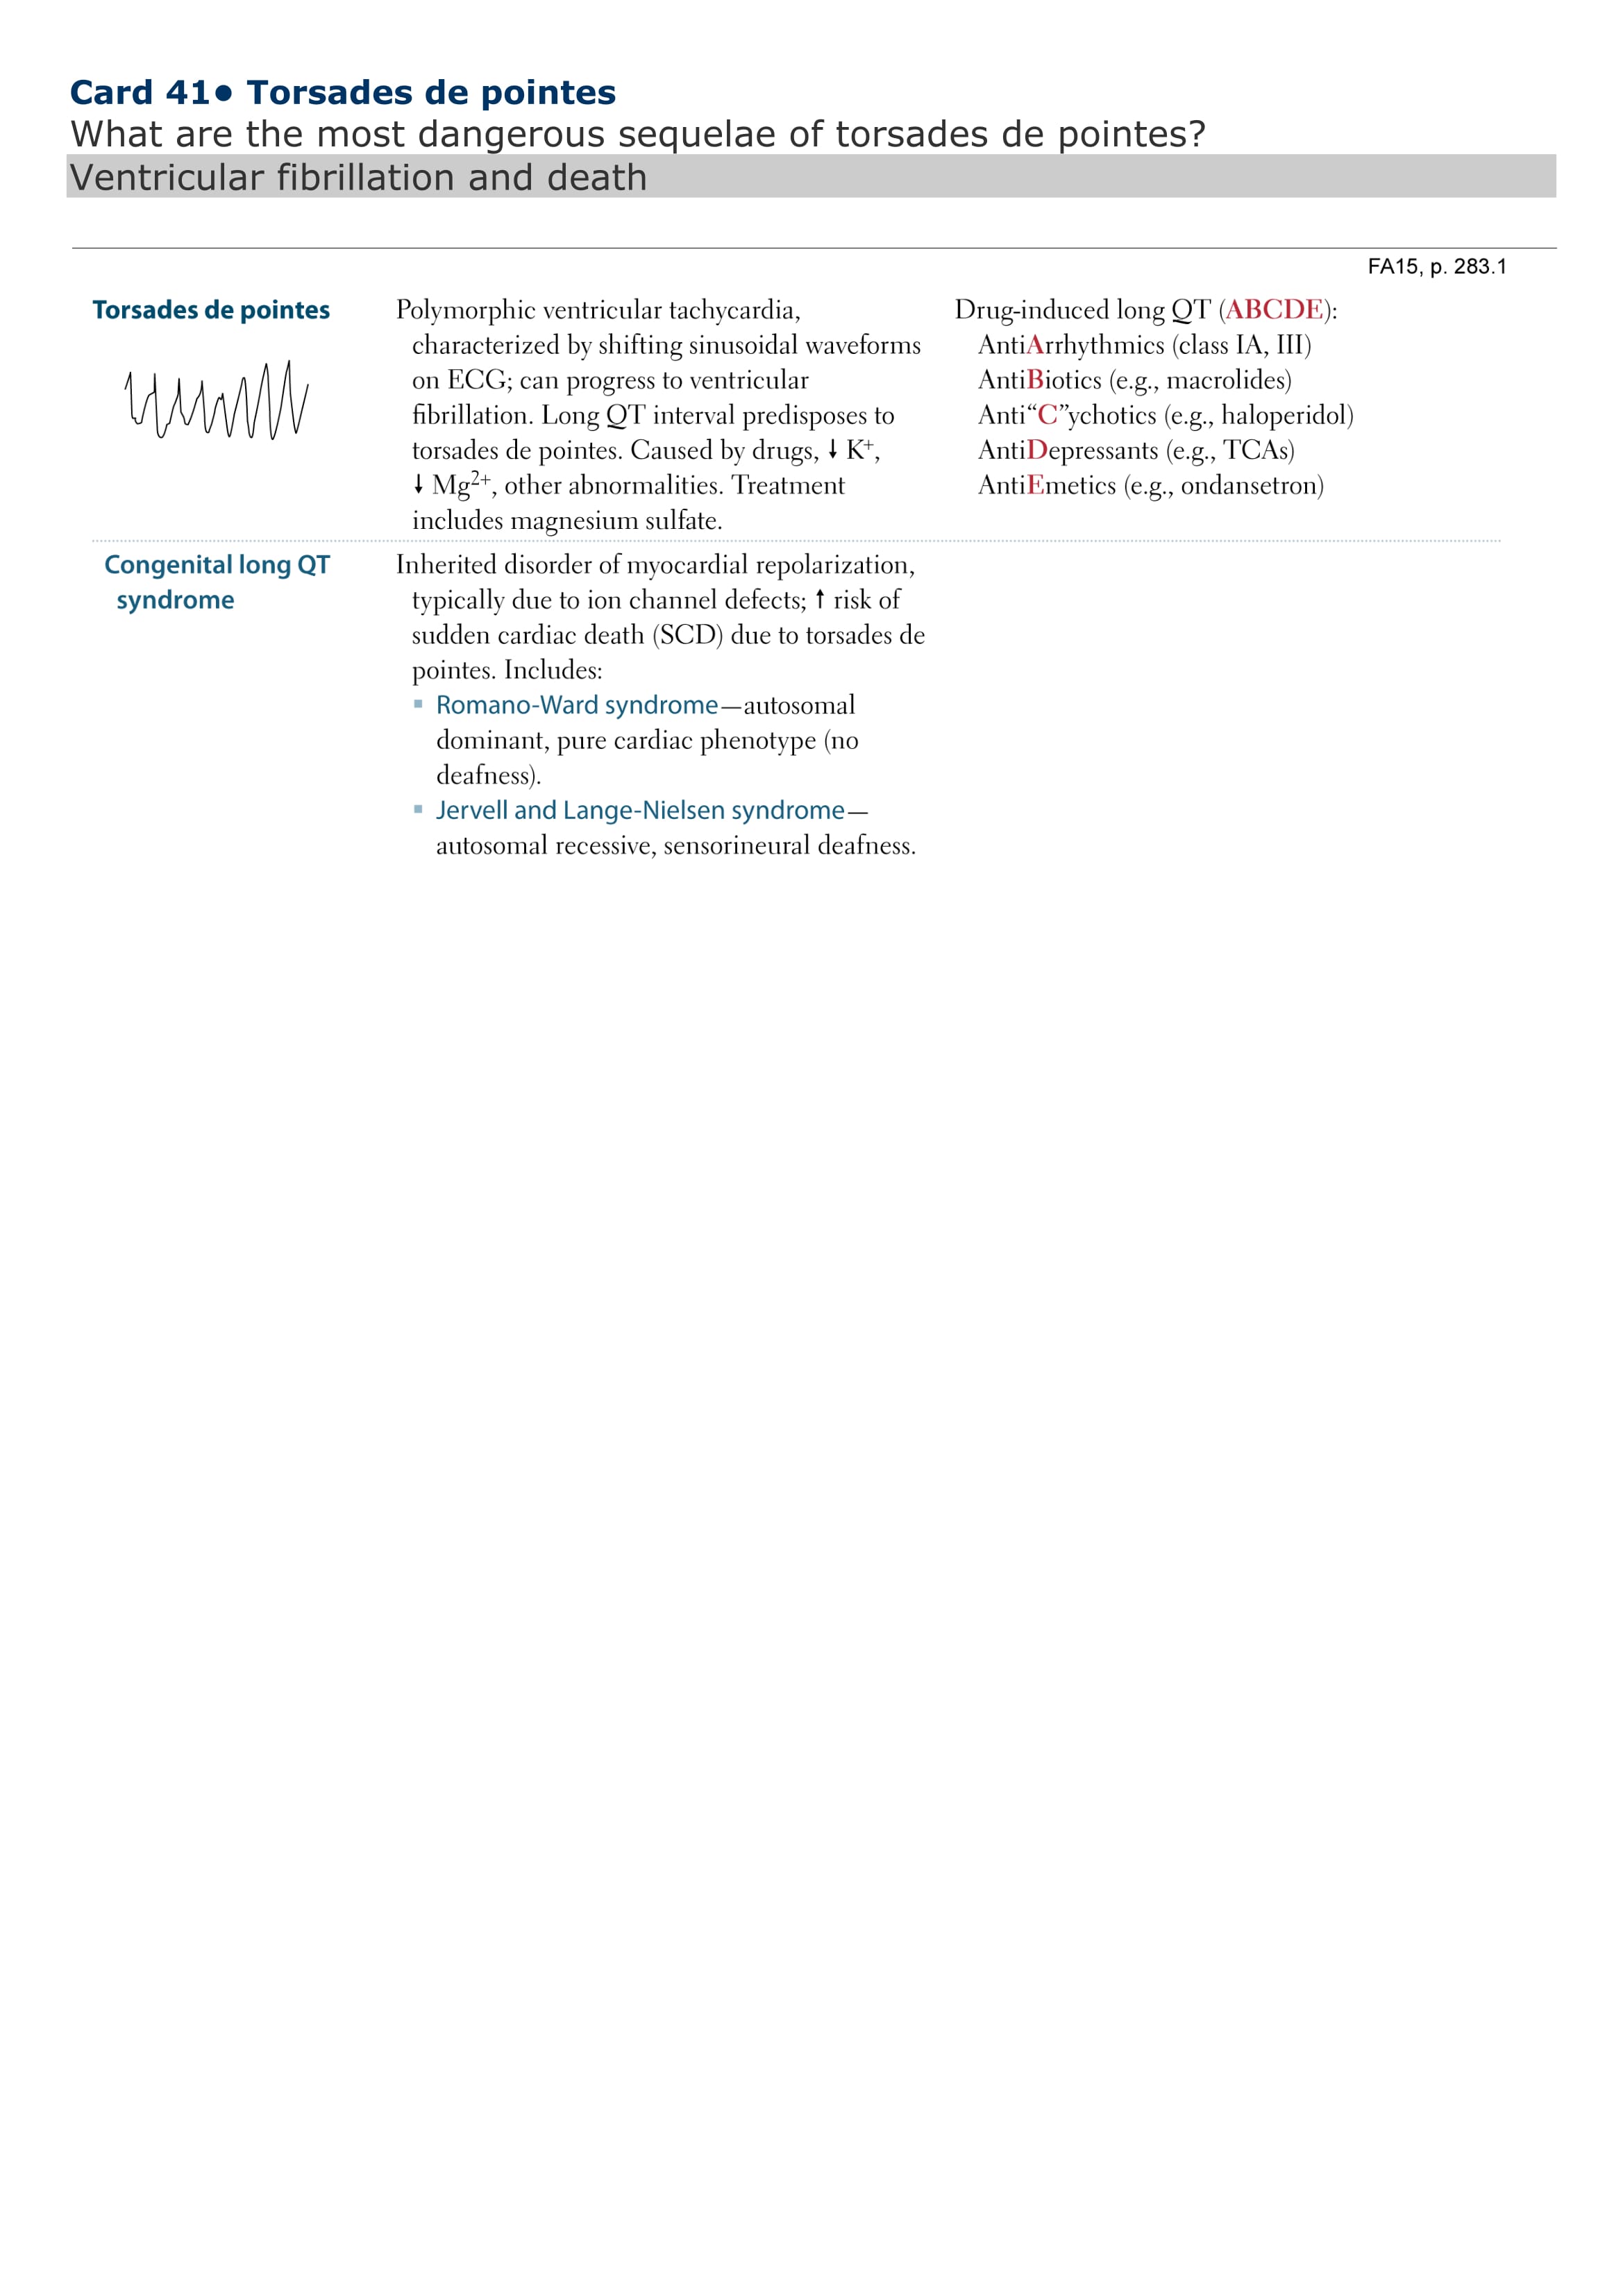 Card 41● Torsades de pointes
What are the most dangerous sequelae of torsades de pointes?
Ventricular fibrillation and death
FA15, p. 283.1
Torsades de pointes
Polymorphic ventricular tachycardia,
characterized by shifting sinusoidal waveforms
on ECG; can progress to ventricular
fibrillation. Long QT interval predisposes to
torsades de pointes. Caused by drugs, ↓ K⁺,
↓ Mg²⁺, other abnormalities. Treatment
includes magnesium sulfate.
Drug-induced long QT (ABCDE):
AntiArrhythmics (class IA, III)
AntiBiotics (e.g., macrolides)
Anti“C”ychotics (e.g., haloperidol)
AntiDepressants (e.g., TCAs)
AntiEmetics (e.g., ondansetron)
Congenital long QT
syndrome
Inherited disorder of myocardial repolarization,
typically due to ion channel defects; ↑ risk of
sudden cardiac death (SCD) due to torsades de
pointes. Includes:
▪ Romano-Ward syndrome—autosomal
dominant, pure cardiac phenotype (no
deafness).
▪ Jervell and Lange-Nielsen syndrome—
autosomal recessive, sensorineural deafness.